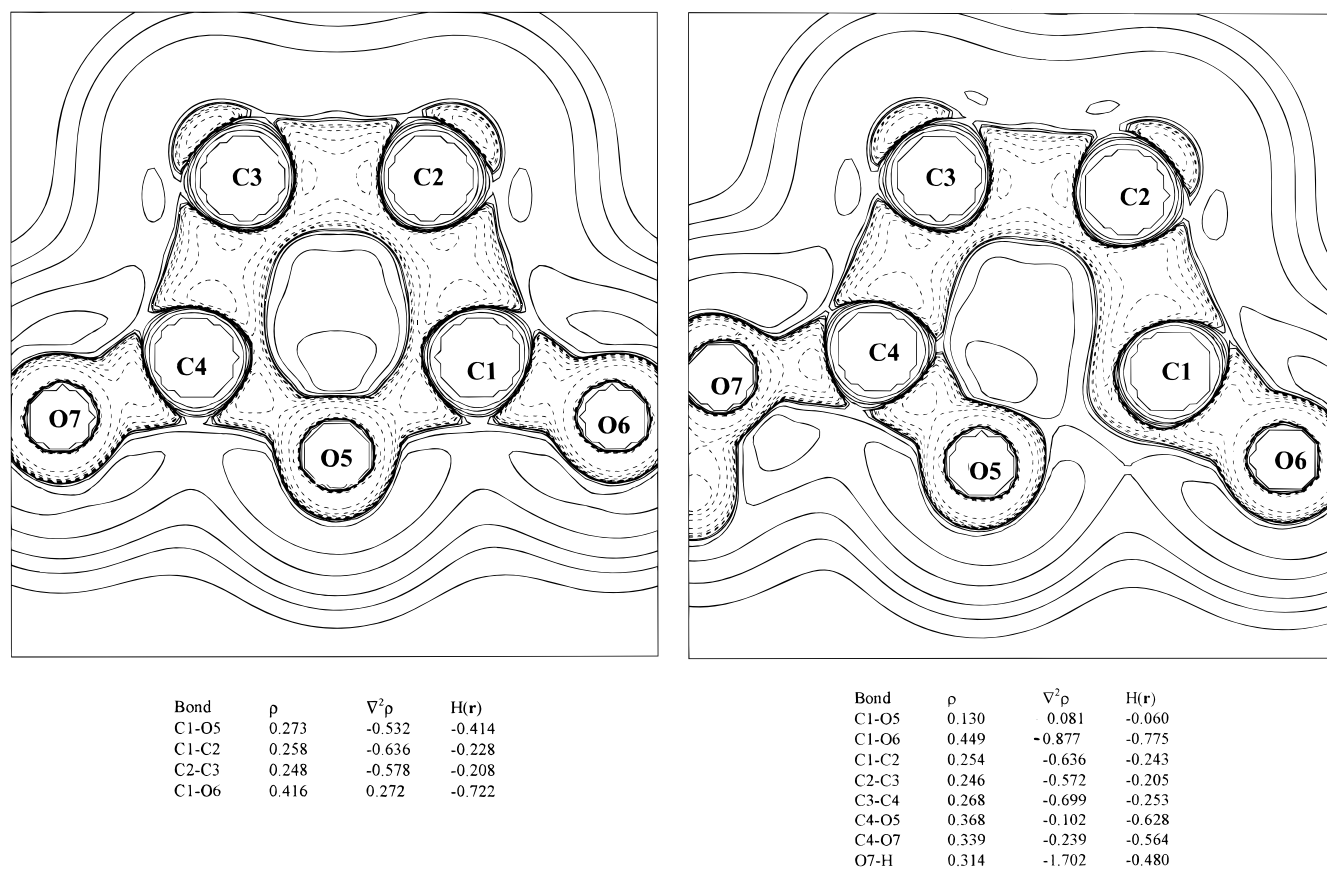 C3 C2
C4 C1
O7 O5 O6
C3 C2
C4 C1
O7 O5 O6
Bond ρ ∇²ρ H(r)
C1-O5 0.273 -0.532 -0.414
C1-C2 0.258 -0.636 -0.228
C2-C3 0.248 -0.578 -0.208
C1-O6 0.416 0.272 -0.722
Bond ρ ∇²ρ H(r)
C1-O5 0.130 0.081 -0.060
C1-O6 0.449 -0.877 -0.775
C1-C2 0.254 -0.636 -0.243
C2-C3 0.246 -0.572 -0.205
C3-C4 0.268 -0.699 -0.253
C4-O5 0.368 -0.102 -0.628
C4-O7 0.339 -0.239 -0.564
O7-H 0.314 -1.702 -0.480